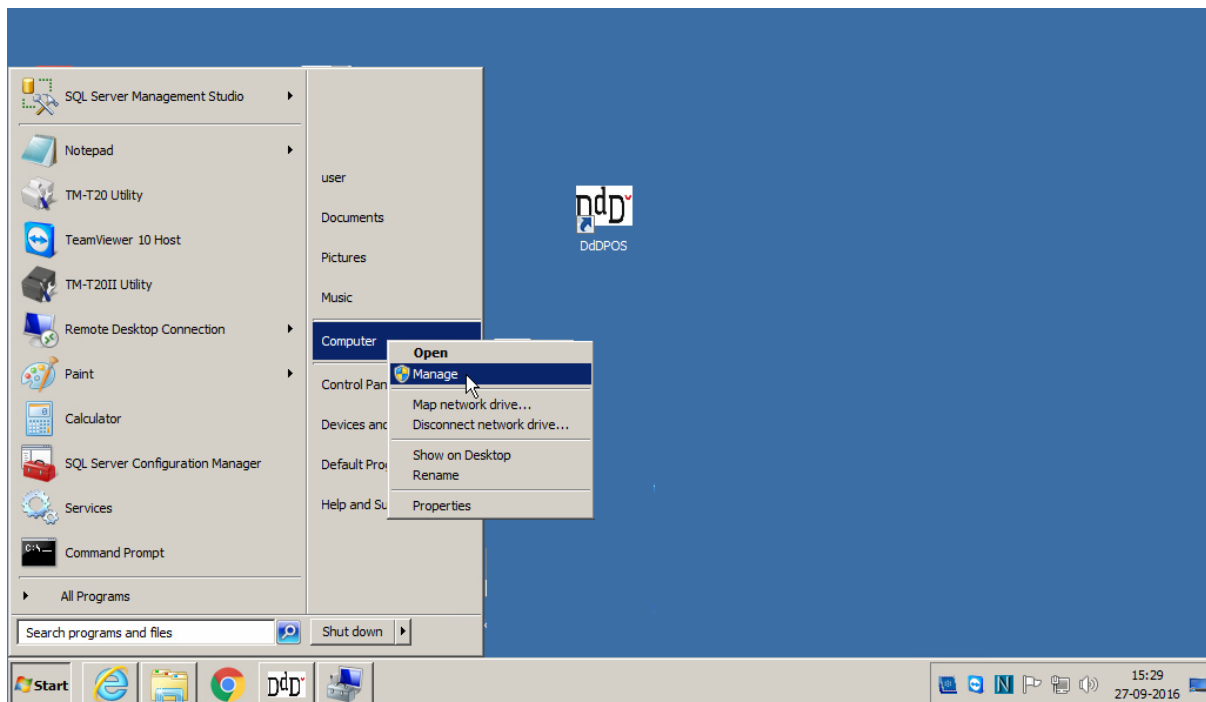 SQL Server Management Studio
Notepad
TM-T20 Utility
TeamViewer 10 Host
TM-T20II Utility
Remote Desktop Connection
Paint
Calculator
SQL Server Configuration Manager
Services
C:\
Command Prompt
All Programs
Search programs and files
user
Documents
Pictures
Music
Computer
Control Pan
Devices and
Default Pro
Help and Su
Shut down
Open
Manage
Map network drive...
Disconnect network drive...
Show on Desktop
Rename
Properties
DdD
DdDPOS
Start
DdD
N
15:29
27-09-2016